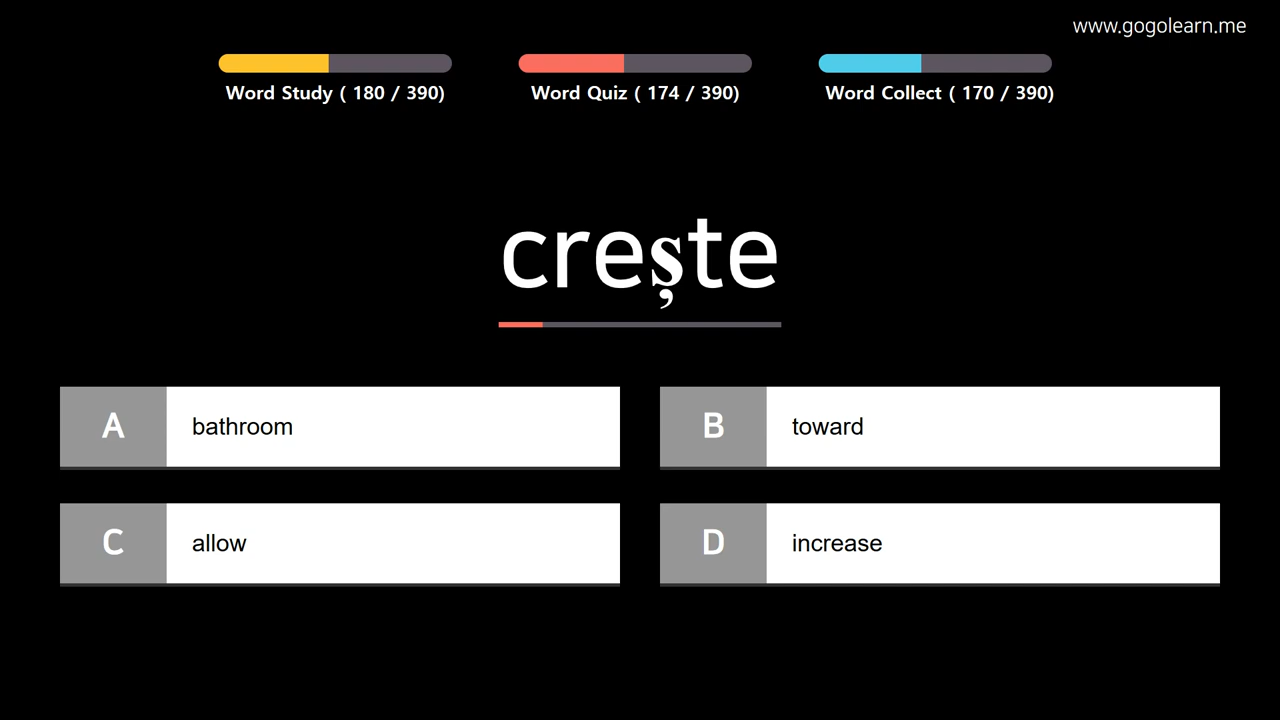 www.gogolearn.me
Word Study ( 180 / 390)
Word Quiz ( 174 / 390)
Word Collect ( 170 / 390)
crește
A bathroom
B toward
C allow
D increase